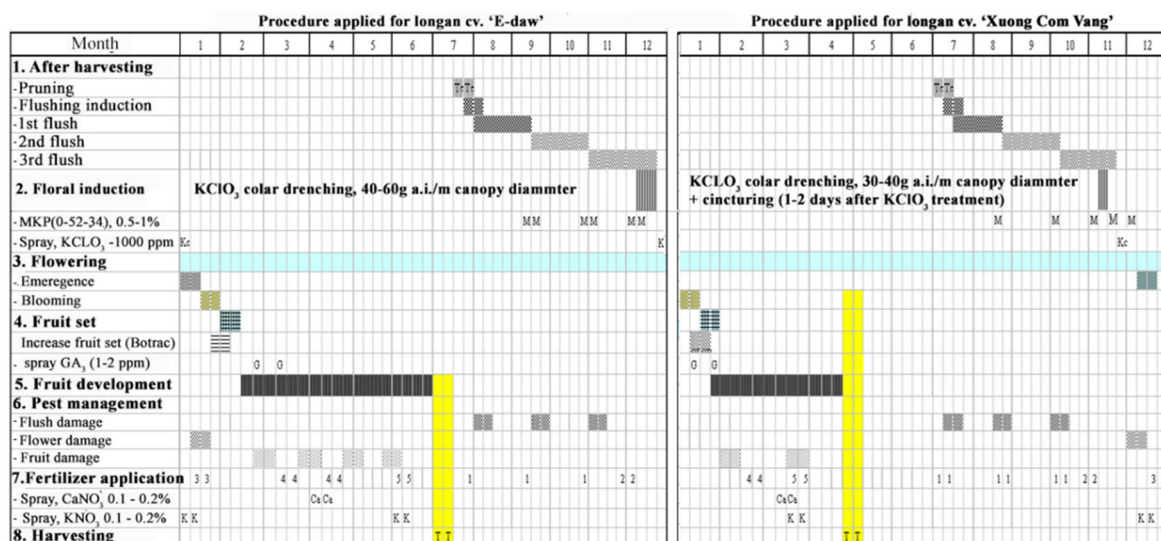 Procedure applied for longan cv. ‘E-daw’ Procedure applied for longan cv. ‘Xuong Com Vang’
Month 1 2 3 4 5 6 7 8 9 10 11 12 1 2 3 4 5 6 7 8 9 10 11 12
1. After harvesting
-Pruning Tr Tr Tr Tr
-Flushing induction
-1st flush
-2nd flush
-3rd flush
2. Floral induction KClO3 colar drenching, 40-60g a.i./m canopy diammter KCLO3 colar drenching, 30-40g a.i./m canopy diammter
+ cincturing (1-2 days after KClO3 treatment)
-MKP(0-52-34), 0.5-1% M M M M M M M M M M M
-Spray, KCLO3 -1000 ppm Kc K Kc
3. Flowering
-Emeregence
- Blooming
4. Fruit set
Increase fruit set (Botrac)
- spray GA3 (1-2 ppm) G G G G
5. Fruit development
6. Pest management
-Flush damage
-Flower damage
-Fruit damage
7.Fertilizer application 3 3 4 4 4 4 5 5 1 1 1 2 2 4 4 5 5 1 1 1 1 1 1 2 2 3
- Spray, CaNO3 0.1 - 0.2% Ca Ca Ca Ca
- Spray, KNO3 0.1 - 0.2% K K K K K K K K
8. Harvesting T T T T